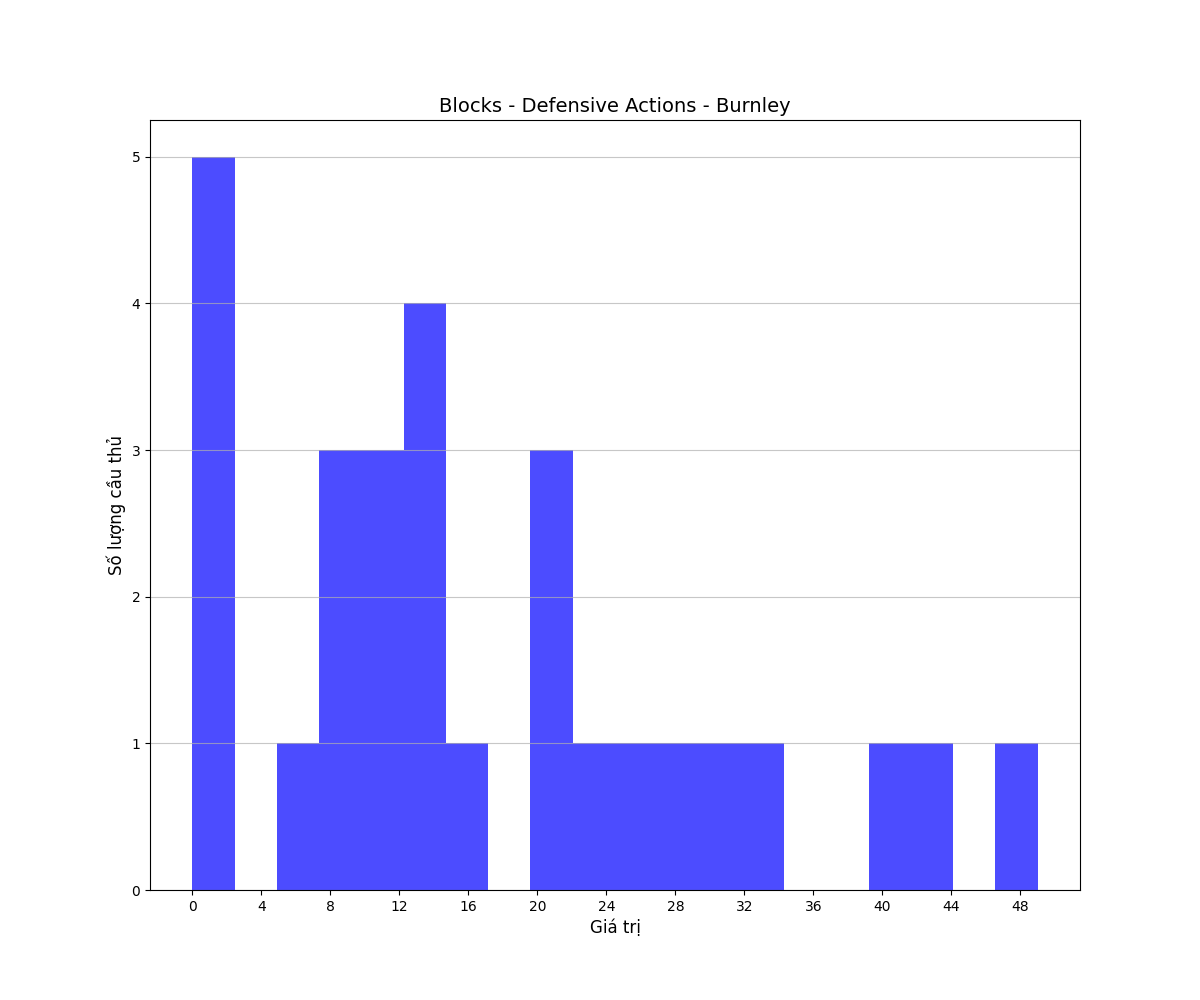 Blocks - Defensive Actions - Burnley
5
4
3
2
1
0
Số lượng cầu thủ
0 4 8 12 16 20 24 28 32 36 40 44 48
Giá trị